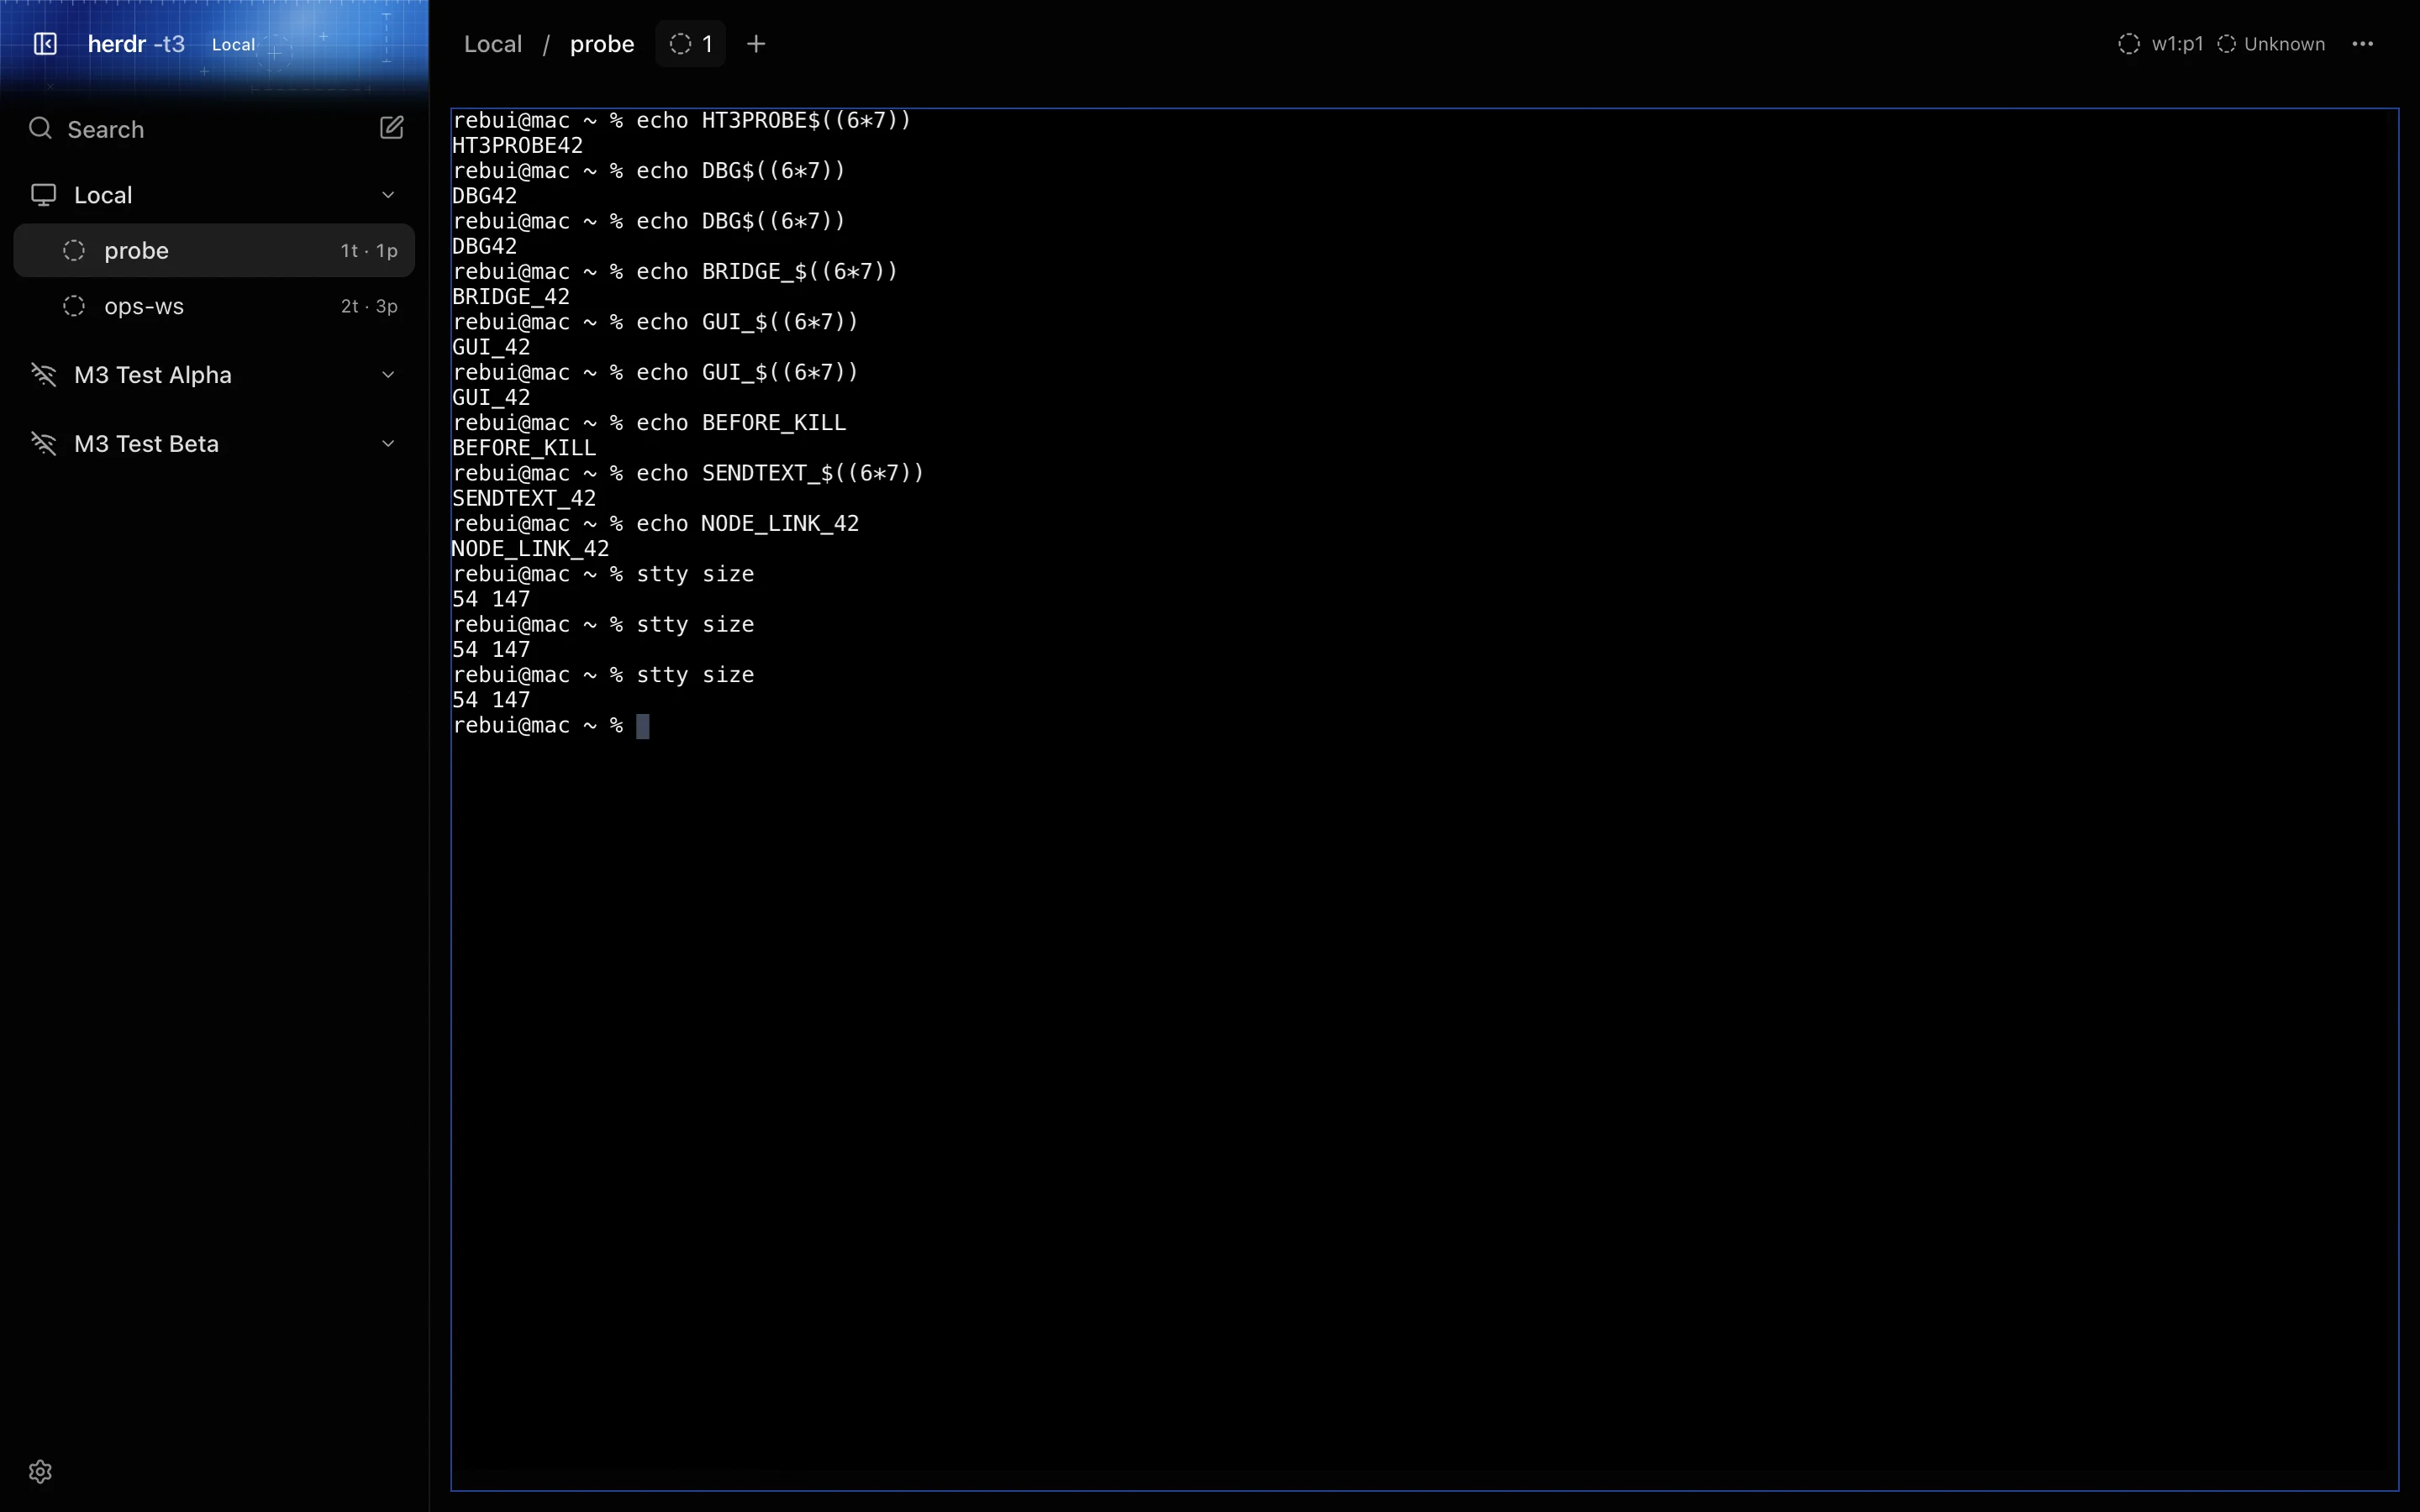 herdr -t3 Local
Search
Local
probe 1t · 1p
ops-ws 2t · 3p
M3 Test Alpha
M3 Test Beta
Local / probe 1 +
w1:p1 Unknown ...
rebui@mac ~ % echo HT3PROBE$((6*7))
HT3PROBE42
rebui@mac ~ % echo DBG$((6*7))
DBG42
rebui@mac ~ % echo DBG$((6*7))
DBG42
rebui@mac ~ % echo BRIDGE_$((6*7))
BRIDGE_42
rebui@mac ~ % echo GUI_$((6*7))
GUI_42
rebui@mac ~ % echo GUI_$((6*7))
GUI_42
rebui@mac ~ % echo BEFORE_KILL
BEFORE_KILL
rebui@mac ~ % echo SENDTEXT_$((6*7))
SENDTEXT_42
rebui@mac ~ % echo NODE_LINK_42
NODE_LINK_42
rebui@mac ~ % stty size
54 147
rebui@mac ~ % stty size
54 147
rebui@mac ~ % stty size
54 147
rebui@mac ~ %